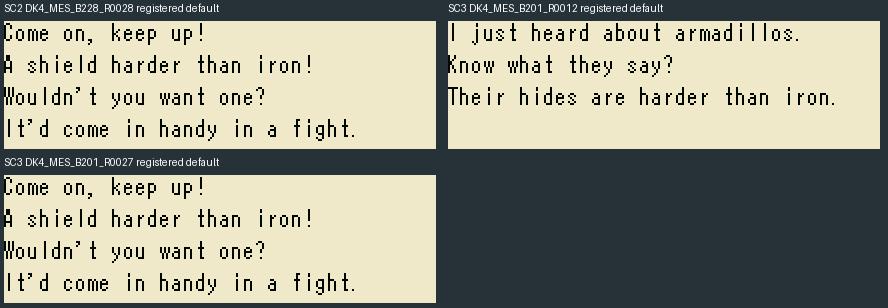 SC2 DK4_MES_B228_R0028 registered default
Come on, keep up!
A shield harder than iron!
Wouldn't you want one?
It'd come in handy in a fight.
SC3 DK4_MES_B201_R0012 registered default
I just heard about armadillos.
Know what they say?
Their hides are harder than iron.
SC3 DK4_MES_B201_R0027 registered default
Come on, keep up!
A shield harder than iron!
Wouldn't you want one?
It'd come in handy in a fight.